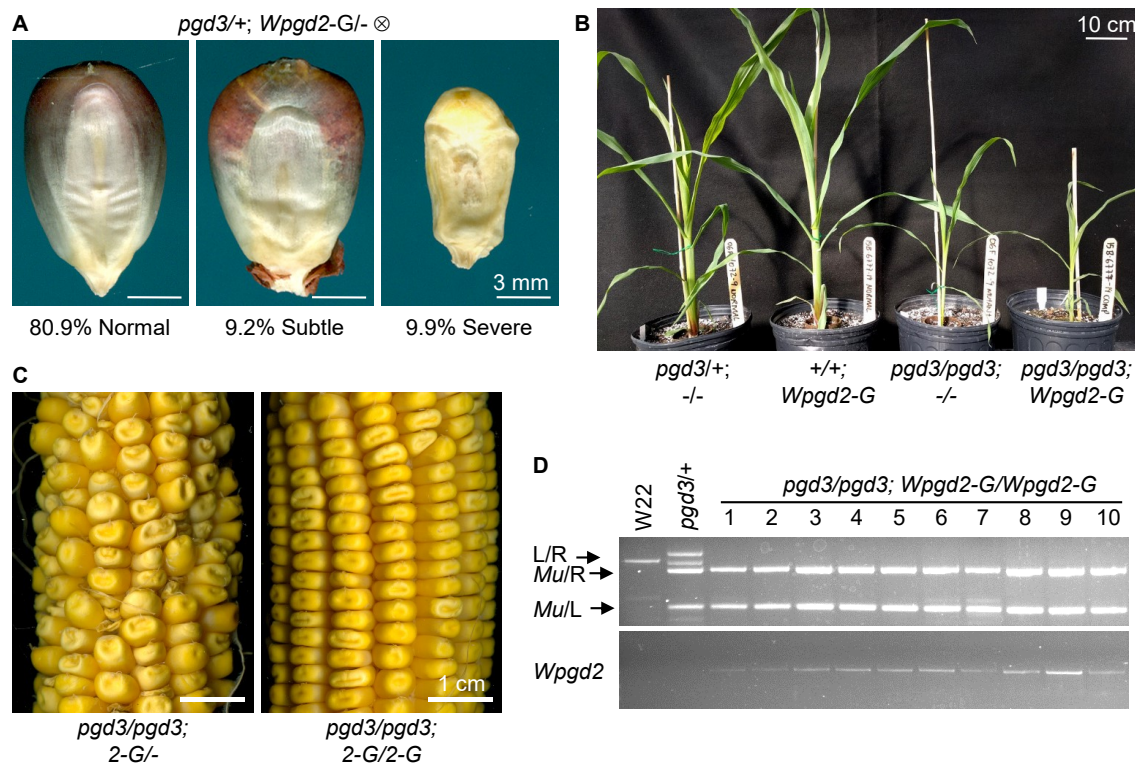 A
pgd3/+; Wpgd2-G/- ⊗
3 mm
80.9% Normal
9.2% Subtle
9.9% Severe
B
10 cm
pgd3/+;
-/-
+/+;
Wpgd2-G
pgd3/pgd3;
-/-
pgd3/pgd3;
Wpgd2-G
C
1 cm
pgd3/pgd3;
2-G/-
pgd3/pgd3;
2-G/2-G
D
W22
pgd3/+
pgd3/pgd3; Wpgd2-G/Wpgd2-G
1 2 3 4 5 6 7 8 9 10
L/R
Mu/R
Mu/L
Wpgd2